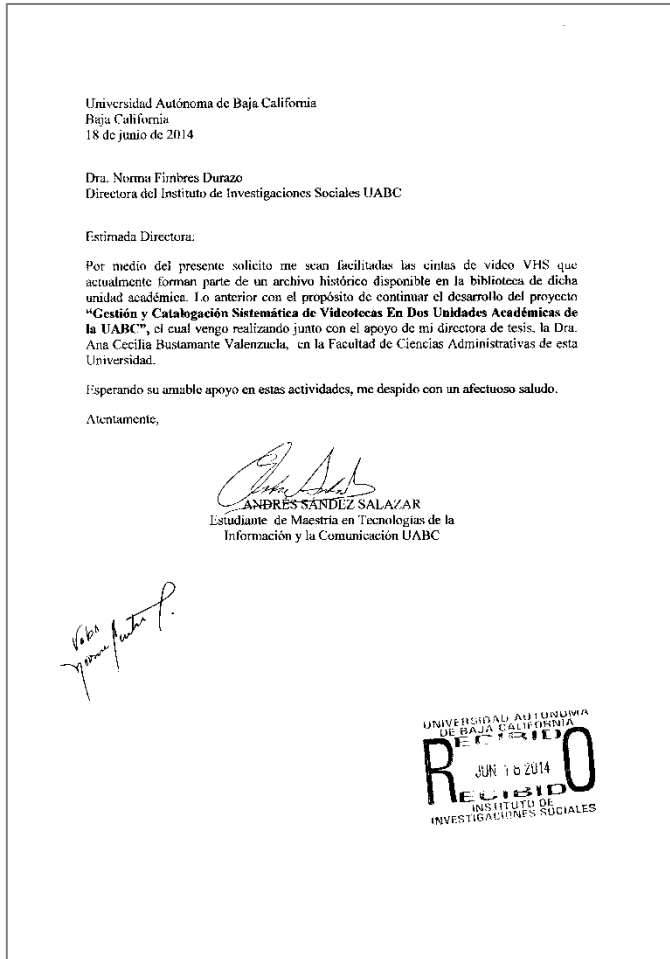 Universidad Autónoma de Baja California
Baja California
18 de junio de 2014
Dra. Norma Fimbres Durazo
Directora del Instituto de Investigaciones Sociales UABC
Estimada Directora:
Por medio del presente solicito me sean facilitadas las cintas de video VHS que
actualmente forman parte de un archivo histórico disponible en la biblioteca de dicha
unidad académica. Lo anterior con el propósito de continuar el desarrollo del proyecto
“Gestión y Catalogación Sistemática de Videotecas En Dos Unidades Académicas de
la UABC”, el cual vengo realizando junto con el apoyo de mi directora de tesis, la Dra.
Ana Cecilia Bustamante Valenzuela, en la Facultad de Ciencias Administrativas de esta
Universidad.
Esperando su amable apoyo en estas actividades, me despido con un afectuoso saludo.
Atentamente,
ANDRÉS SÁNDEZ SALAZAR
Estudiante de Maestría en Tecnologías de la
Información y la Comunicación UABC
VoBo
UNIVERSIDAD AUTONOMA
DE BAJA CALIFORNIA
RECIBIDO
JUN 18 2014
RECIBIDO
INSTITUTO DE
INVESTIGACIONES SOCIALES